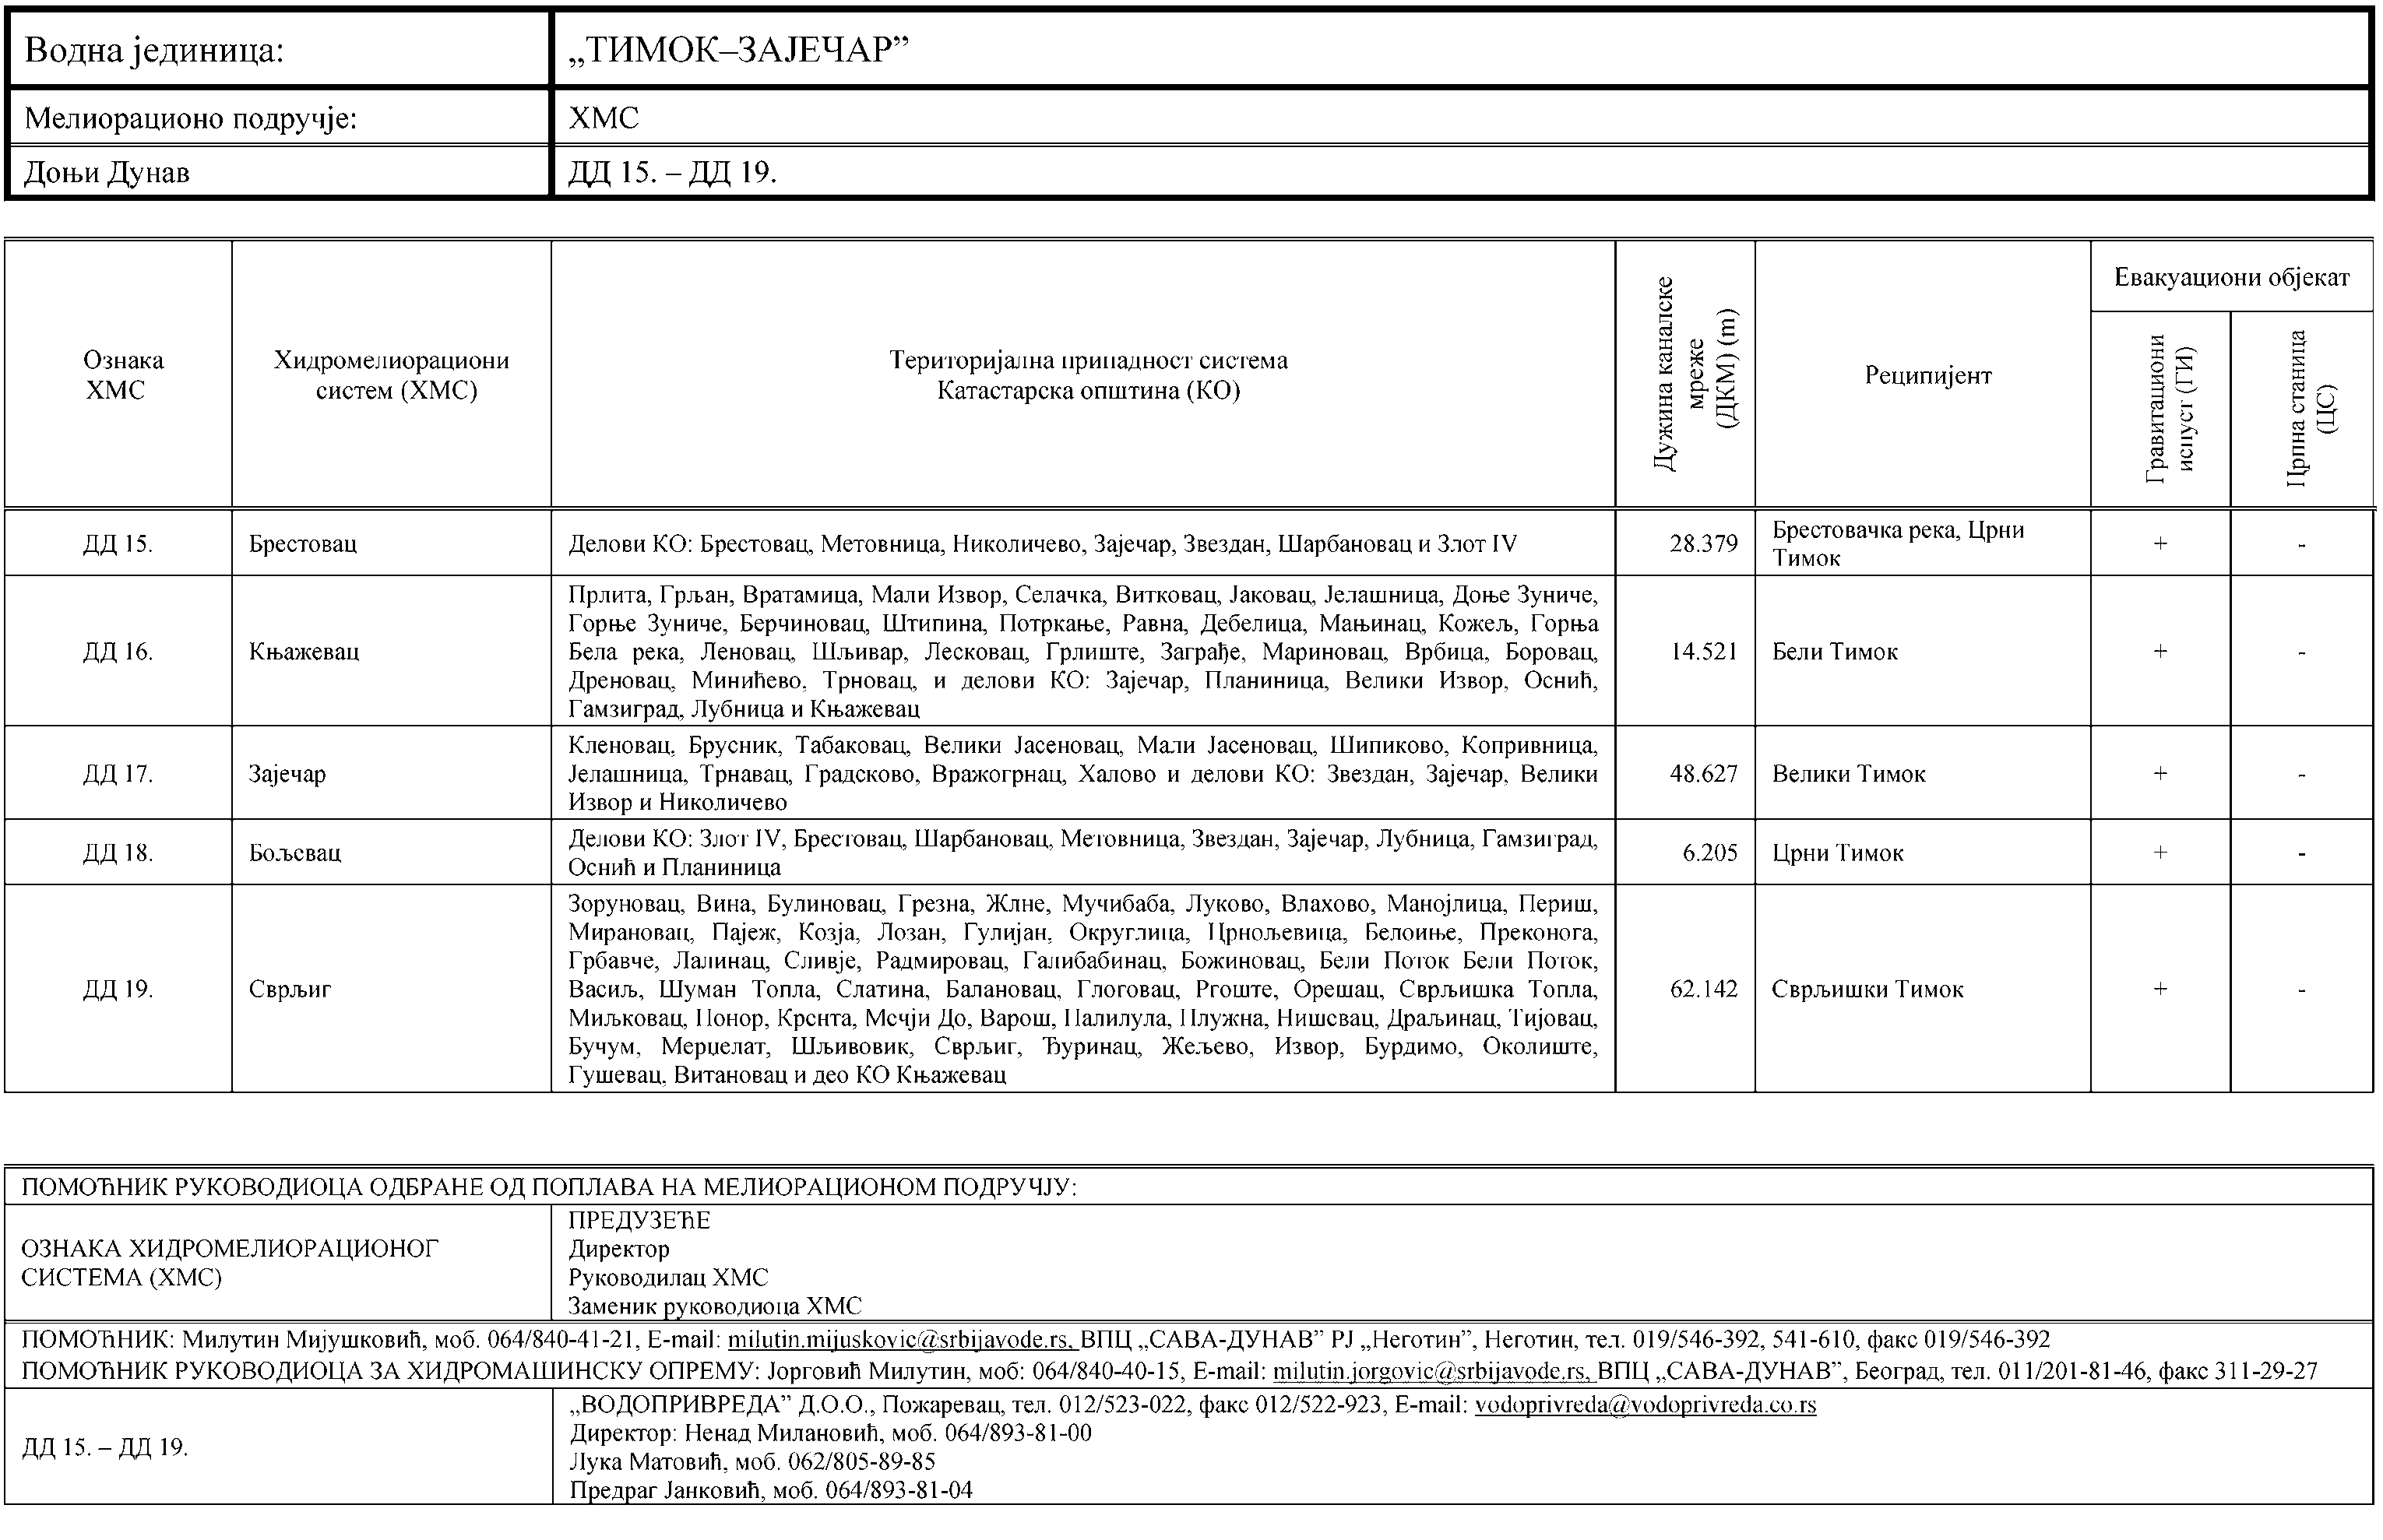 Водна јединица:
„ТИМОК–ЗАЈЕЧАР”
Мелиорационо подручје:
ХМС
Доњи Дунав
ДД 15. – ДД 19.
Ознака
ХМС
Хидромелиорациони
систем (ХМС)
Територијална припадност система
Катастарска општина (КО)
Дужина каналске
мреже
(ДКМ) (m)
Реципијент
Евакуациони објекат
Гравитациони
испуст (ГИ)
Црпна станица
(ЦС)
ДД 15.
Брестовац
Делови КО: Брестовац, Метовница, Николичево, Зајечар, Звездан, Шарбановац и Злот IV
28.379
Брестовачка река, Црни
Тимок
+
-
ДД 16.
Књажевац
Прлита, Грљан, Вратамица, Мали Извор, Селачка, Витковац, Јаковац, Јелашница, Доње Зуниче,
Горње Зуниче, Берчиновац, Штипина, Потркање, Равна, Дебелица, Мањинац, Кожељ, Горња
Бела река, Леновац, Шљивар, Лесковац, Грлиште, Заграђе, Мариновац, Врбица, Боровац,
Дреновац, Минићево, Трновац, и делови КО: Зајечар, Планиница, Велики Извор, Оснић,
Гамзиград, Лубница и Књажевац
14.521
Бели Тимок
+
-
ДД 17.
Зајечар
Кленовац, Брусник, Табаковац, Велики Јасеновац, Мали Јасеновац, Шипиково, Копривница,
Јелашница, Трнавац, Градсково, Вражогрнац, Халово и делови КО: Звездан, Зајечар, Велики
Извор и Николичево
48.627
Велики Тимок
+
-
ДД 18.
Бољевац
Делови КО: Злот IV, Брестовац, Шарбановац, Метовница, Звездан, Зајечар, Лубница, Гамзиград,
Оснић и Планиница
6.205
Црни Тимок
+
-
ДД 19.
Сврљиг
Зоруновац, Вина, Булиновац, Грезна, Жлне, Мучибаба, Луково, Влахово, Манојлица, Периш,
Мирановац, Пајеж, Козја, Лозан, Гулијан, Округлица, Црнољевица, Белоиње, Преконога,
Грбавче, Лалинац, Сливје, Радмировац, Галибабинац, Божиновац, Бели Поток Бели Поток,
Васиљ, Шуман Топла, Слатина, Балановац, Глоговац, Ргоште, Орешац, Сврљишка Топла,
Миљковац, Понор, Крента, Мечји До, Варош, Палилула, Плужна, Нишевац, Драјинац, Тијовац,
Бучум, Мерџелат, Шљивовик, Сврљиг, Ђуринац, Жељево, Извор, Бурдимо, Околиште,
Гушевац, Витановац и део КО Књажевац
62.142
Сврљишки Тимок
+
-
ПОМОЋНИК РУКОВОДИОЦА ОДБРАНЕ ОД ПОПЛАВА НА МЕЛИОРАЦИОНОМ ПОДРУЧЈУ:
ОЗНАКА ХИДРОМЕЛИОРАЦИОНОГ
СИСТЕМА (ХМС)
ПРЕДУЗЕЋЕ
Директор
Руководилац ХМС
Заменик руководиоца ХМС
ПОМОЋНИК: Милутин Мијушковић, моб. 064/840-41-21, E-mail: milutin.mijuskovic@srbijavode.rs, ВПЦ „САВА-ДУНАВ” РЈ „Неготин”, Неготин, тел. 019/546-392, 541-610, факс 019/546-392
ПОМОЋНИК РУКОВОДИОЦА ЗА ХИДРОМАШИНСКУ ОПРЕМУ: Јорговић Милутин, моб: 064/840-40-15, E-mail: milutin.jorgovic@srbijavode.rs, ВПЦ „САВА-ДУНАВ”, Београд, тел. 011/201-81-46, факс 311-29-27
ДД 15. – ДД 19.
„ВОДОПРИВРЕДА” Д.О.О., Пожаревац, тел. 012/523-022, факс 012/522-923, E-mail: vodoprivreda@vodoprivreda.co.rs
Директор: Ненад Милановић, моб. 064/893-81-00
Лука Матовић, моб. 062/805-89-85
Предраг Јанковић, моб. 064/893-81-04